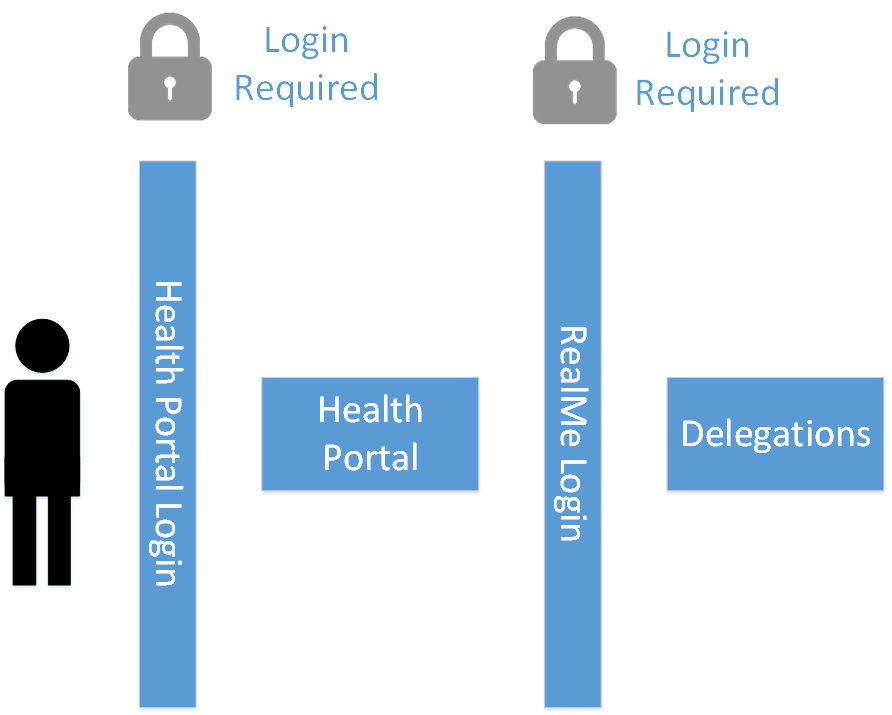 Login
Required
Login
Required
Health Portal Login
Health
Portal
RealMe Login
Delegations